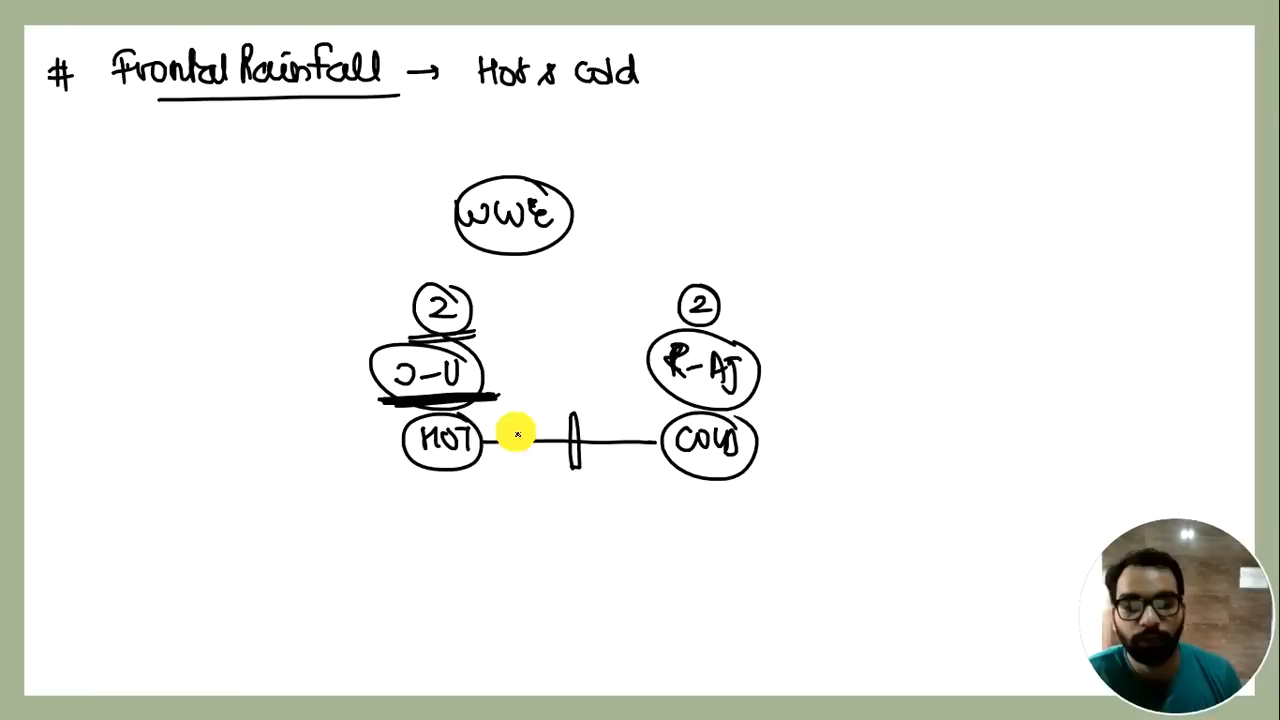 # Frontal Rainfall → Hot & Cold
WWE
2 2
J-U R-AJ
HOT COLD